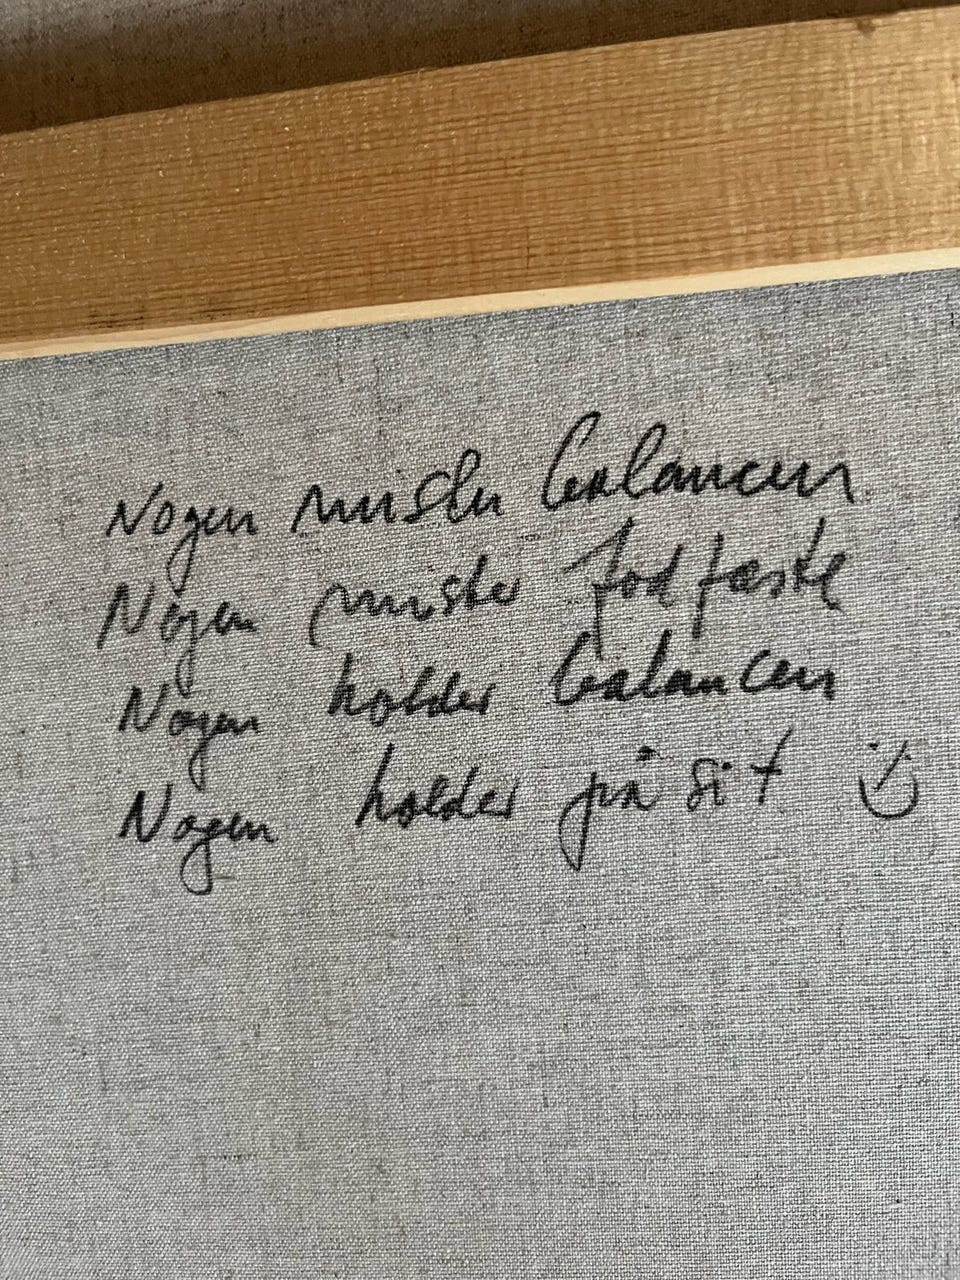 Nogen mister balancen
Nogen mister fodfæste
Nogen holder balancen
Nogen holder på sit